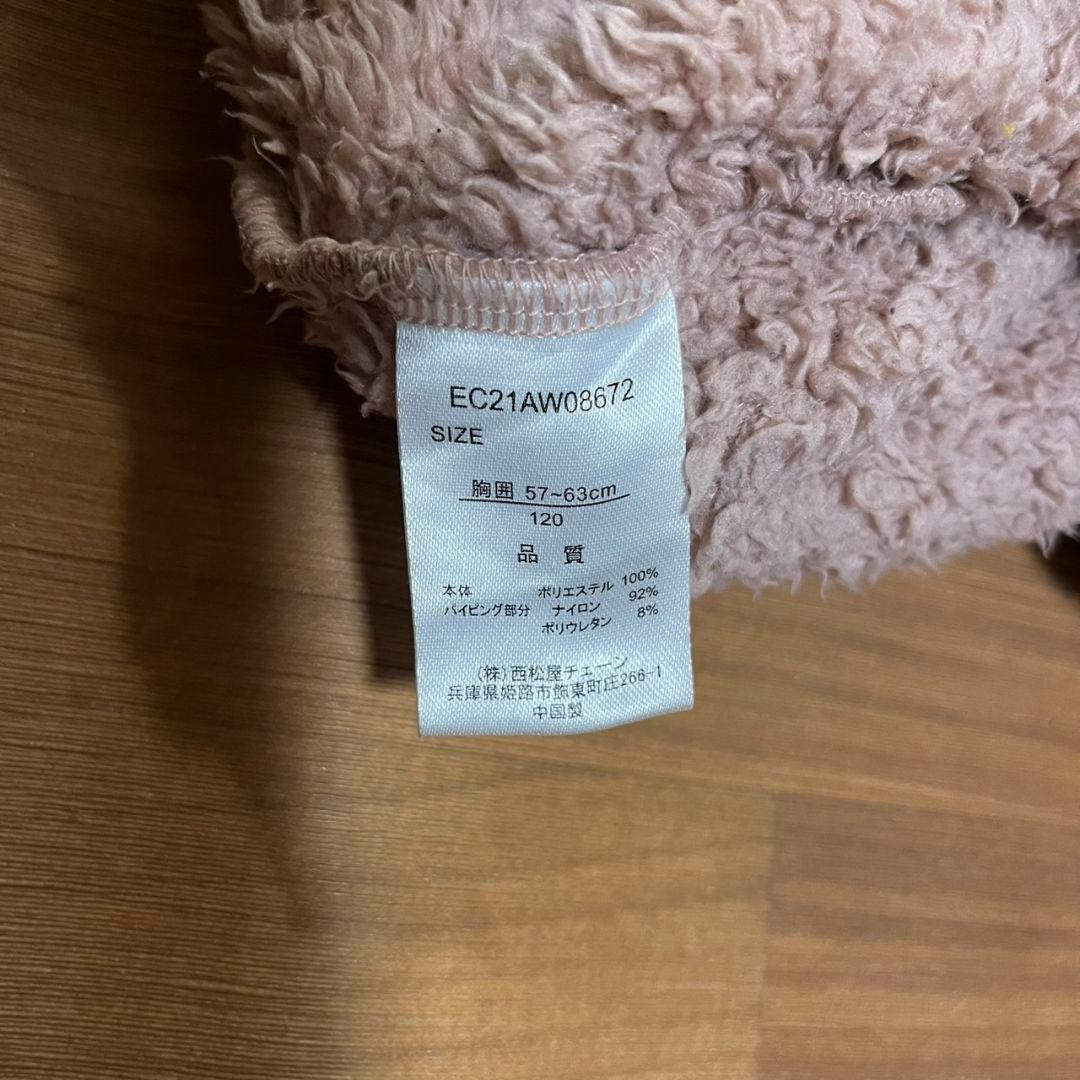 EC21AW08672
SIZE
胸囲 57~63cm
120
品 質
本体 ポリエステル 100%
パイピング部分 ナイロン 92%
ポリウレタン 8%
(株)西松屋チェーン
兵庫県姫路市飾東町庄266-1
中国製